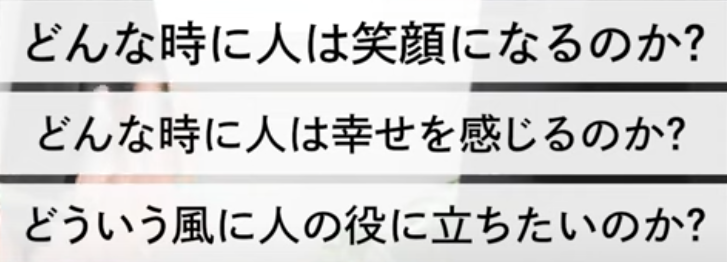 どんな時に人は笑顔になるのか?
どんな時に人は幸せを感じるのか?
どういう風に人の役に立ちたいのか?